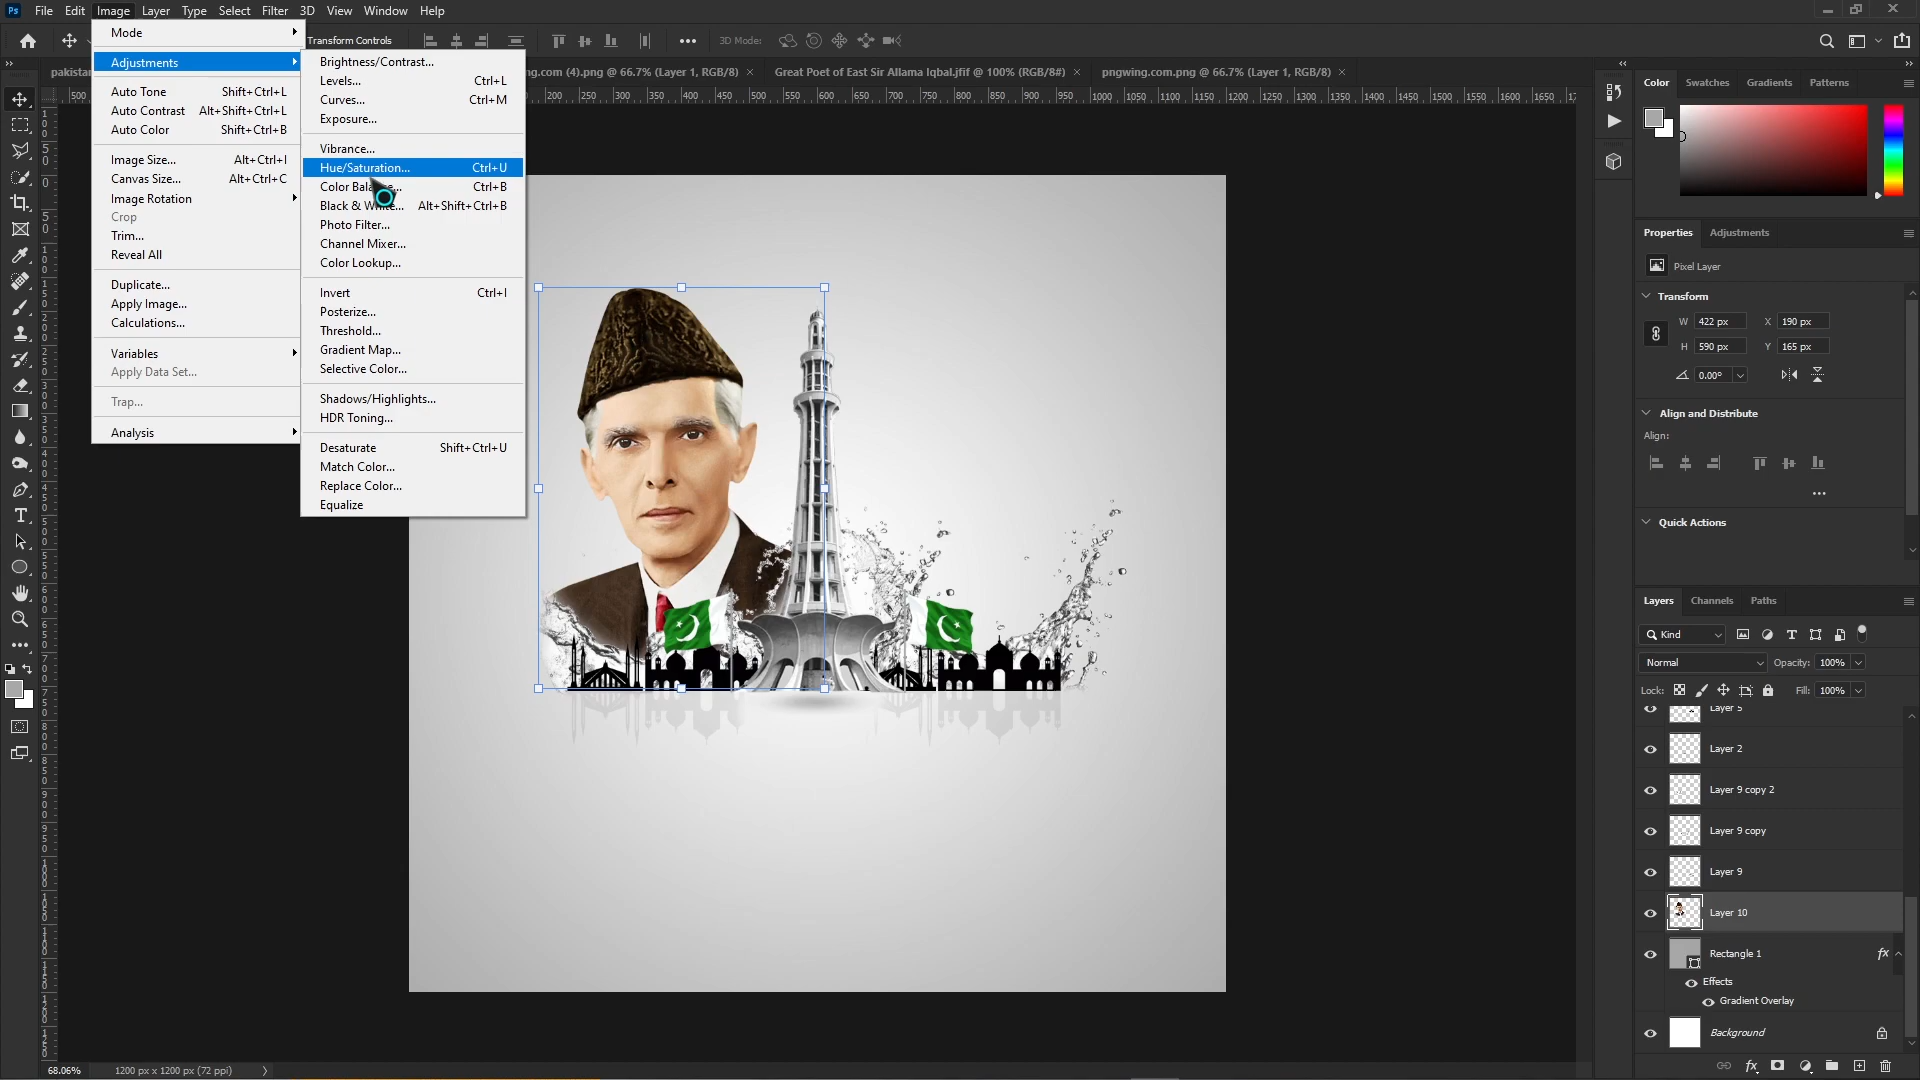 Ps File Edit Image Layer Type Select Filter 3D View Window Help
Transform Controls 3D Mode:
pakistan
ng.com (4).png @ 66.7% (Layer 1, RGB/8) Great Poet of East Sir Allama Iqbal.jfif @ 100% (RGB/8#) pngwing.com.png @ 66.7% (Layer 1, RGB/8)
500 200 250 300 350 400 450 500 550 600 650 700 750 800 850 900 950 1000 1050 1100 1150 1200 1250 1300 1350 1400 1450 1500 1550 1600 1650
Mode
Adjustments
Auto Tone Shift+Ctrl+L
Auto Contrast Alt+Shift+Ctrl+L
Auto Color Shift+Ctrl+B
Image Size... Alt+Ctrl+I
Canvas Size... Alt+Ctrl+C
Image Rotation
Crop
Trim...
Reveal All
Duplicate...
Apply Image...
Calculations...
Variables
Apply Data Set...
Trap...
Analysis
Brightness/Contrast...
Levels... Ctrl+L
Curves... Ctrl+M
Exposure...
Vibrance...
Hue/Saturation... Ctrl+U
Color Ctrl+B
Black & Alt+Shift+Ctrl+B
Photo Filter...
Channel Mixer...
Color Lookup...
Invert Ctrl+I
Posterize...
Threshold...
Gradient Map...
Selective Color...
Shadows/Highlights...
HDR Toning...
Desaturate Shift+Ctrl+U
Match Color...
Replace Color...
Equalize
Color Swatches Gradients Patterns
Properties Adjustments
Pixel Layer
Transform
W 422 px X 190 px
H 590 px Y 165 px
0.00°
Align and Distribute
Align:
Quick Actions
Layers Channels Paths
Kind
Normal Opacity: 100%
Lock: Fill: 100%
Layer 5
Layer 2
Layer 9 copy 2
Layer 9 copy
Layer 9
Layer 10
Rectangle 1 fx
Effects
Gradient Overlay
Background
fx
68.06% 1200 px x 1200 px (72 ppi)